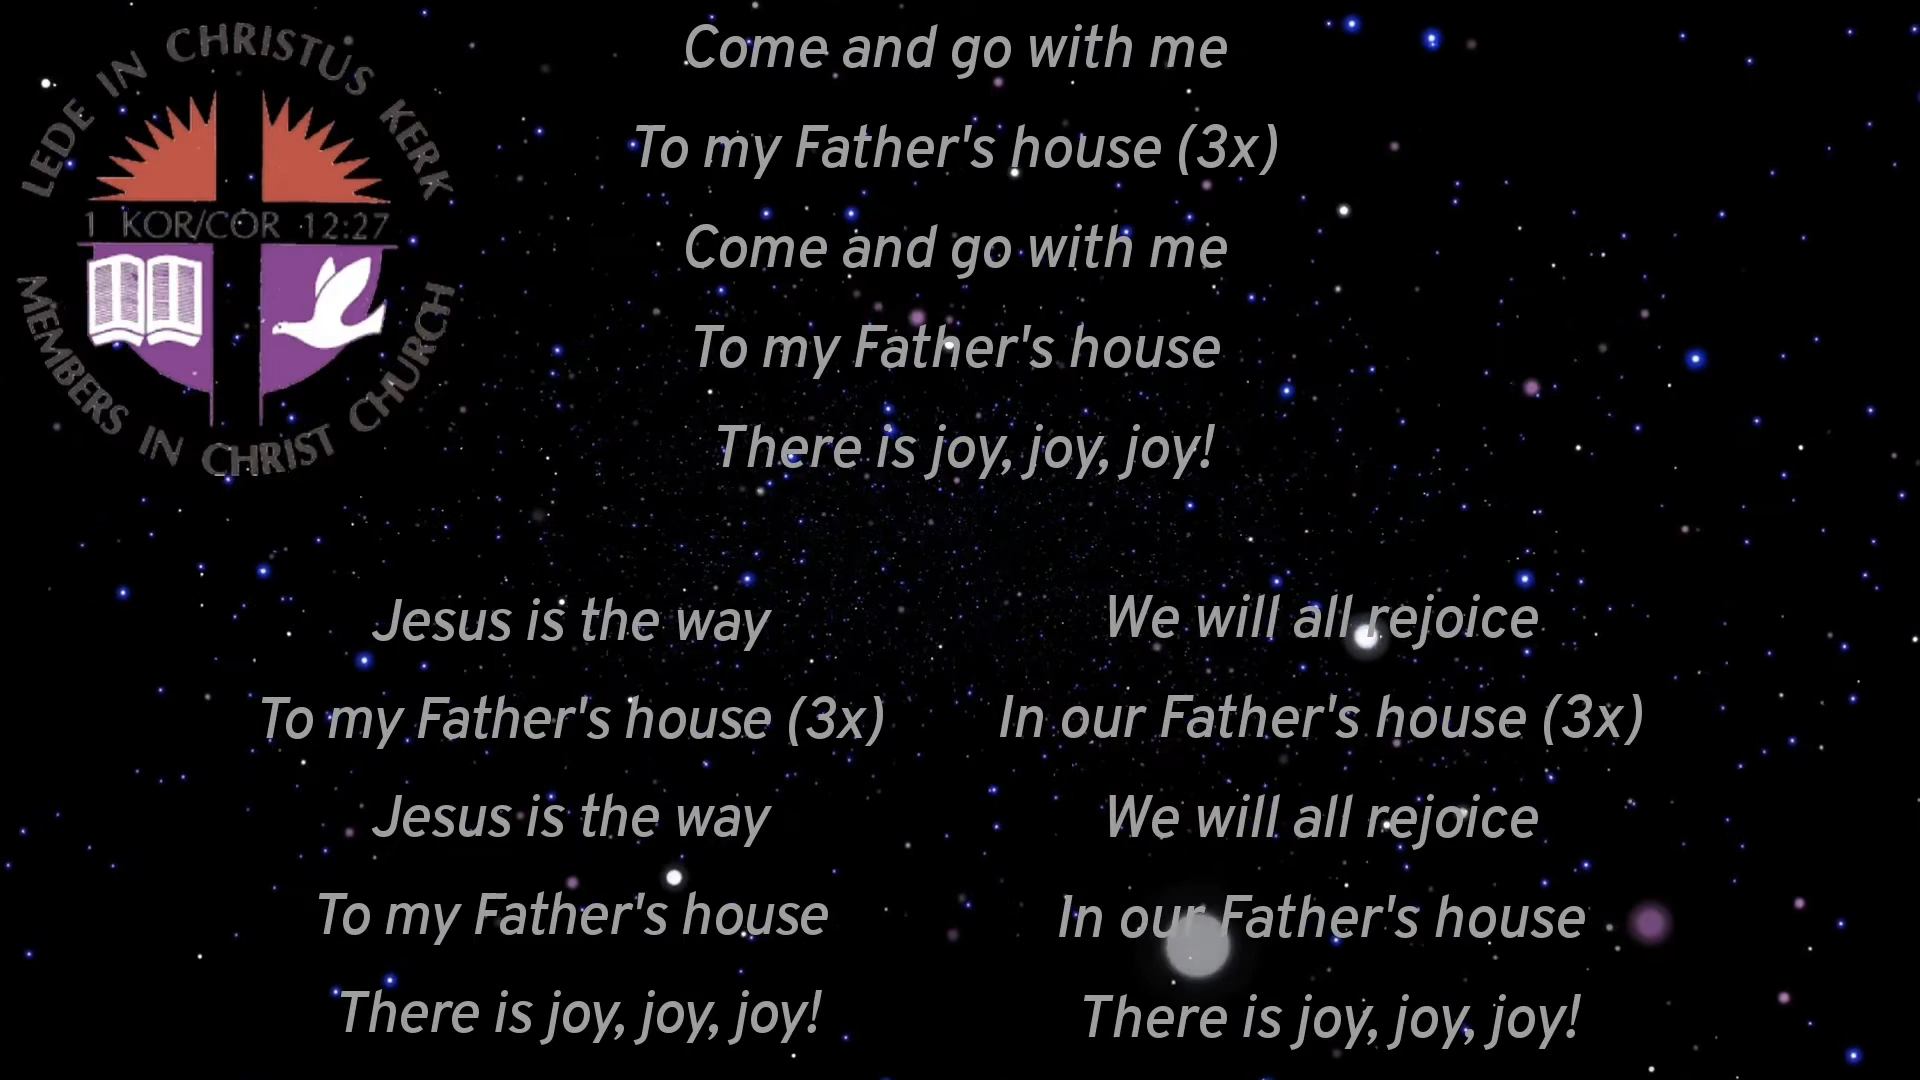 LEDE IN CHRISTUS KERK
1 KOR/COR 12:27
MEMBERS IN CHRIST CHURCH
Come and go with me
To my Father's house (3x)
Come and go with me
To my Father's house
There is joy, joy, joy!
Jesus is the way
To my Father's house (3x)
Jesus is the way
To my Father's house
There is joy, joy, joy!
We will all rejoice
In our Father's house (3x)
We will all rejoice
In our Father's house
There is joy, joy, joy!